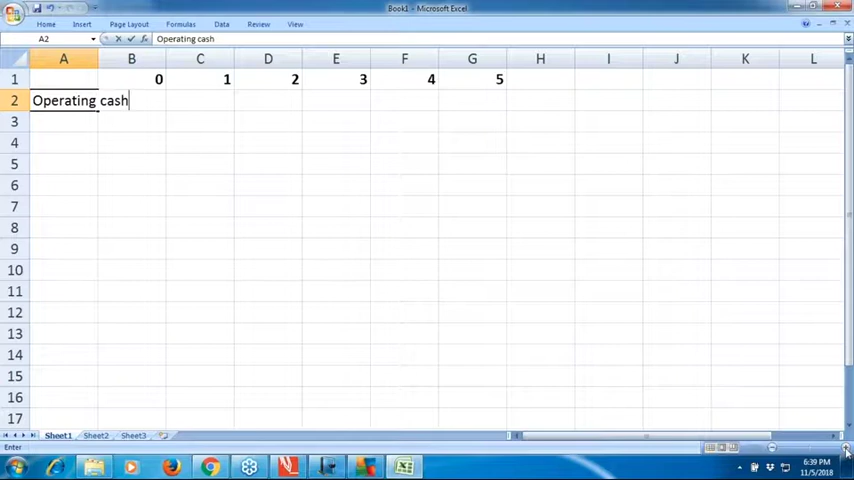 Book1 - Microsoft Excel
Home Insert Page Layout Formulas Data Review View
A2 Operating cash
A B C D E F G H I J K L
1 0 1 2 3 4 5
2 Operating cash
3
4
5
6
7
8
9
10
11
12
13
14
15
16
17
Sheet1 Sheet2 Sheet3
Enter
6:39 PM
11/5/2018